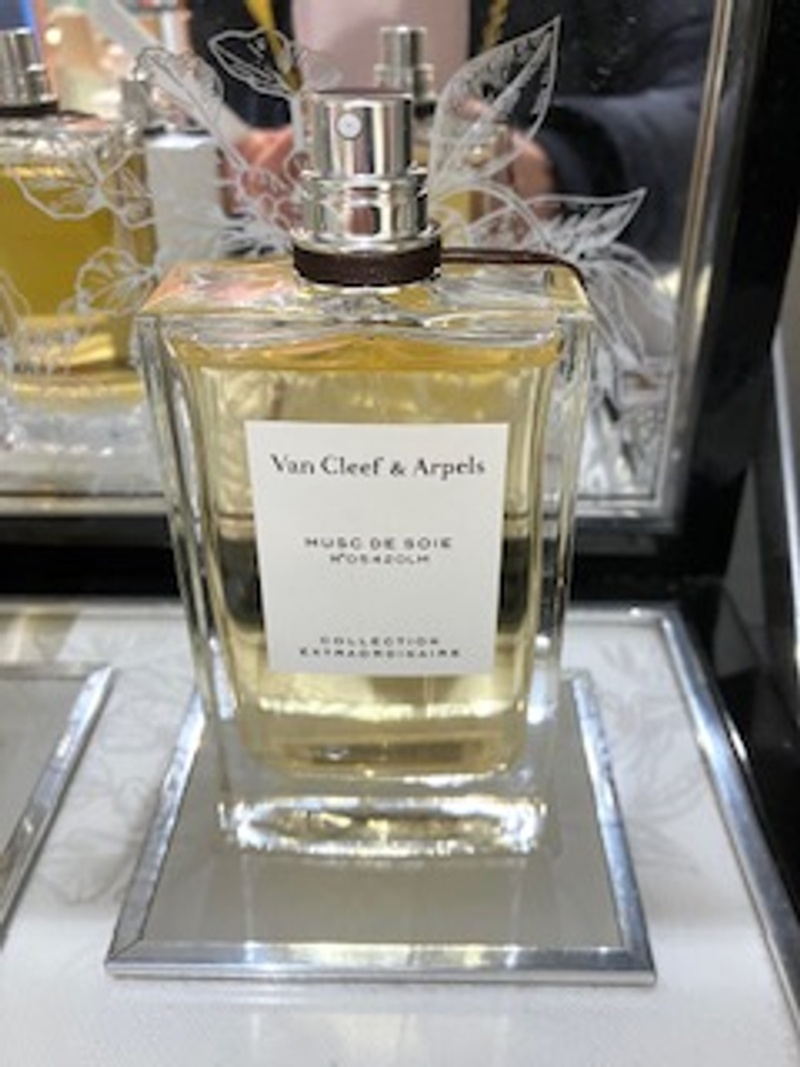 Van Cleef & Arpels
MUSC DE SOIE
COLLECTION
EXTRAORDINAIRE